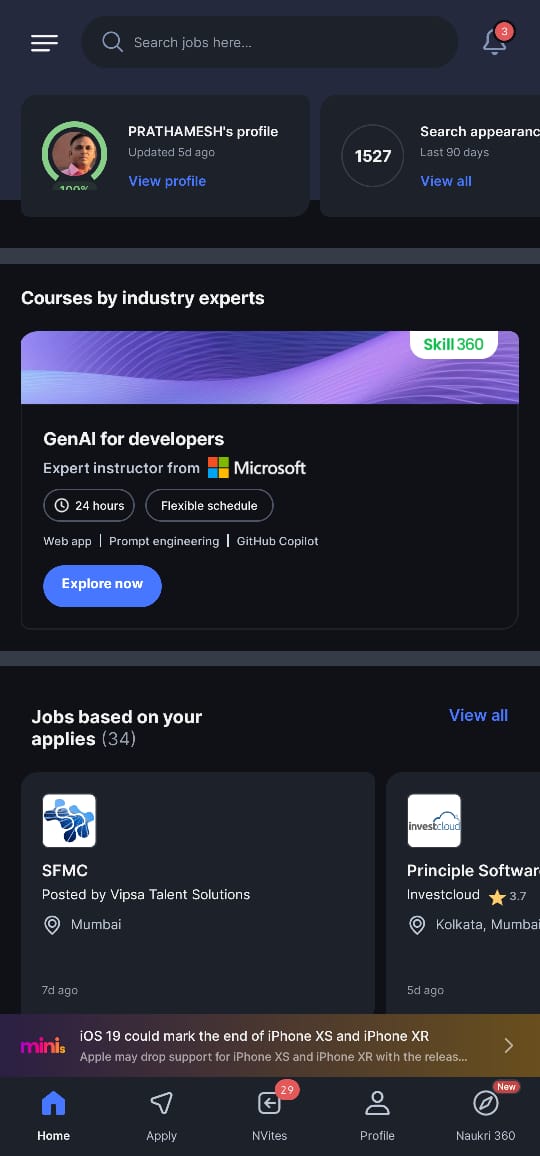 Search jobs here...
3
PRATHAMESH's profile
Updated 5d ago
View profile
100%
1527
Search appearanc
Last 90 days
View all
Courses by industry experts
Skill360
GenAI for developers
Expert instructor from Microsoft
24 hours
Flexible schedule
Web app | Prompt engineering | GitHub Copilot
Explore now
Jobs based on your
applies (34)
View all
SFMC
Posted by Vipsa Talent Solutions
Mumbai
7d ago
investcloud
Principle Softwar
Investcloud 3.7
Kolkata, Mumbai
5d ago
minis
iOS 19 could mark the end of iPhone XS and iPhone XR
Apple may drop support for iPhone XS and iPhone XR with the releas...
Home
Apply
29
NVites
Profile
New
Naukri 360